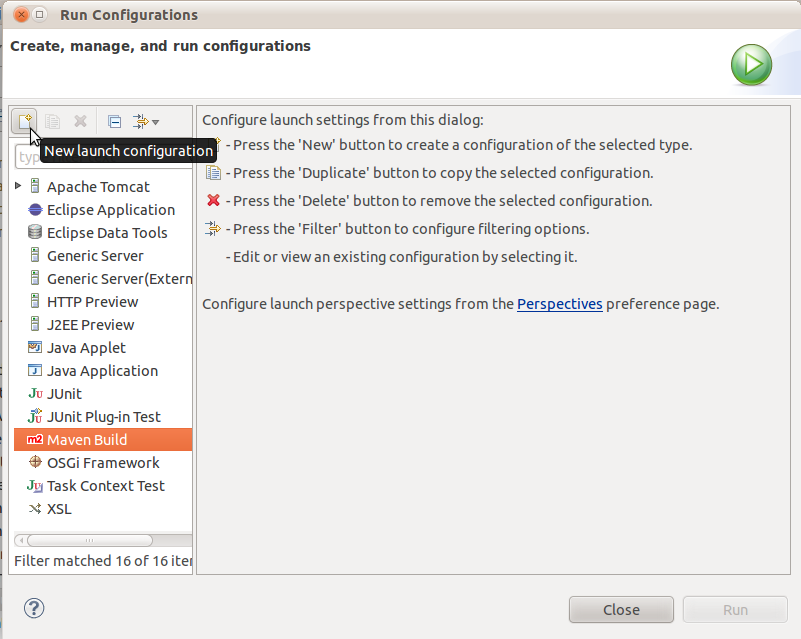 Run Configurations
Create, manage, and run configurations
New launch configuration
typ
Apache Tomcat
Eclipse Application
Eclipse Data Tools
Generic Server
Generic Server(Extern
HTTP Preview
J2EE Preview
Java Applet
Java Application
JUnit
JUnit Plug-in Test
m2 Maven Build
OSGi Framework
Task Context Test
XSL
Filter matched 16 of 16 iter
Configure launch settings from this dialog:
- Press the 'New' button to create a configuration of the selected type.
- Press the 'Duplicate' button to copy the selected configuration.
- Press the 'Delete' button to remove the selected configuration.
- Press the 'Filter' button to configure filtering options.
- Edit or view an existing configuration by selecting it.
Configure launch perspective settings from the Perspectives preference page.
?
Close
Run